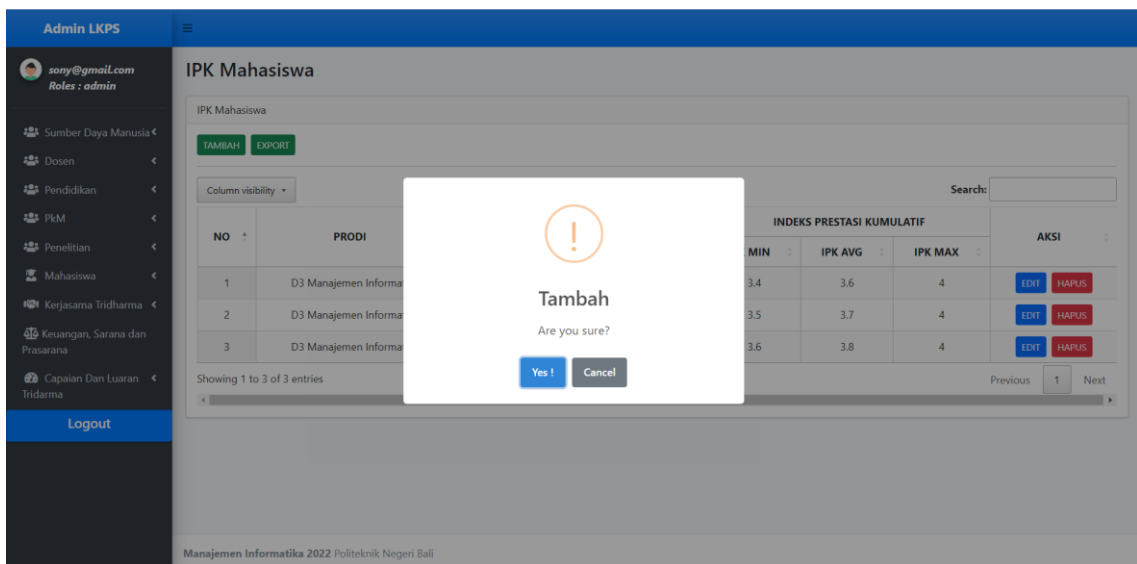 Admin LKPS
sony@gmail.com
Roles : admin
Sumber Daya Manusia
Dosen
Pendidikan
PkM
Penelitian
Mahasiswa
Kerjasama Tridharma
Keuangan, Sarana dan
Prasarana
Capaian Dan Luaran
Tridarma
Logout
IPK Mahasiswa
IPK Mahasiswa
TAMBAH EXPORT
Column visibility
Search:
NO PRODI INDEKS PRESTASI KUMULATIF AKSI
MIN IPK AVG IPK MAX
1 D3 Manajemen Informa 3.4 3.6 4 EDIT HAPUS
2 D3 Manajemen Informa 3.5 3.7 4 EDIT HAPUS
3 D3 Manajemen Informa 3.6 3.8 4 EDIT HAPUS
Showing 1 to 3 of 3 entries
Previous 1 Next
!
Tambah
Are you sure?
Yes ! Cancel
Manajemen Informatika 2022 Politeknik Negeri Bali